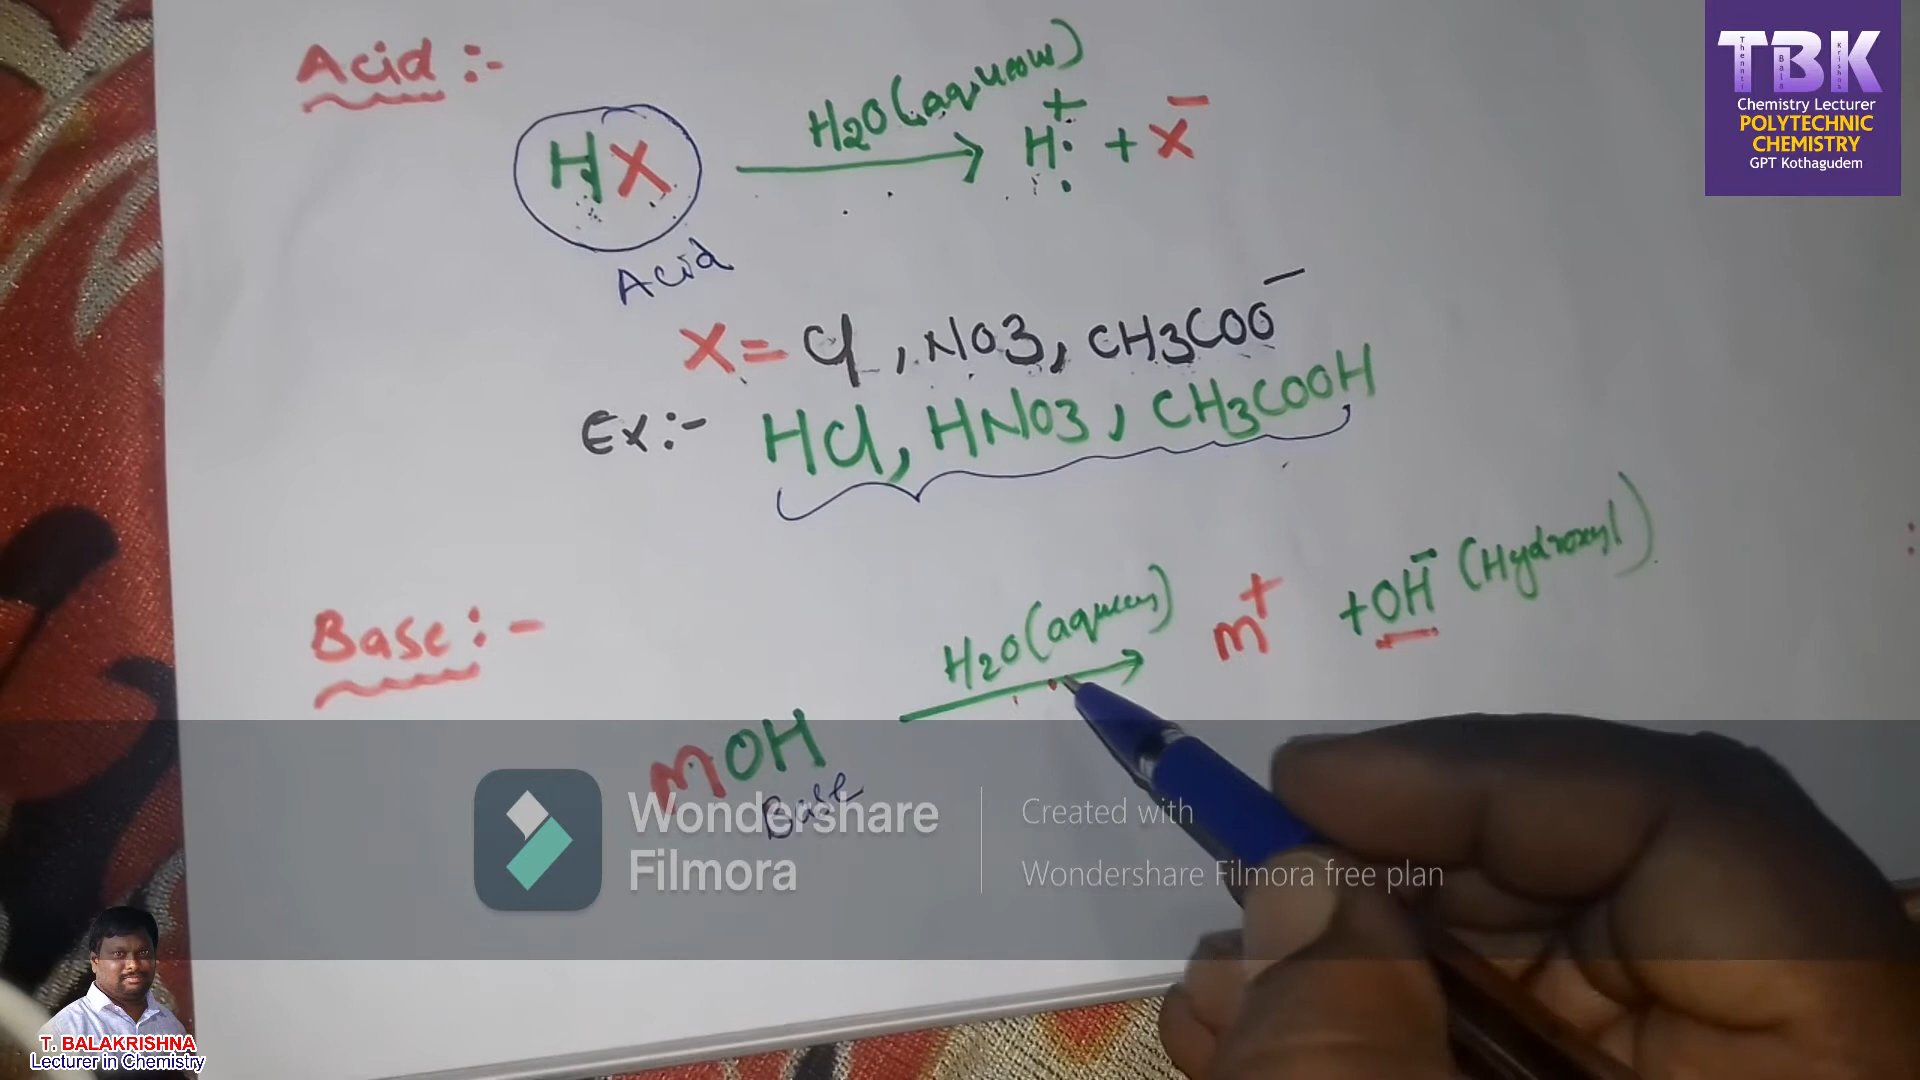 Acid :-
H2O(aqueous)
HX → H+ + X-
Acid
X = Cl, NO3, CH3COO-
Ex:- HCl, HNO3, CH3COOH
Base :-
H2O(aqueous)
MOH → M+ + OH- (Hydroxyl)
Base
TBK
Chemistry Lecturer
POLYTECHNIC
CHEMISTRY
GPT Kothagudem
Wondershare
Filmora
Created with
Wondershare Filmora free plan
T. BALAKRISHNA
Lecturer in Chemistry